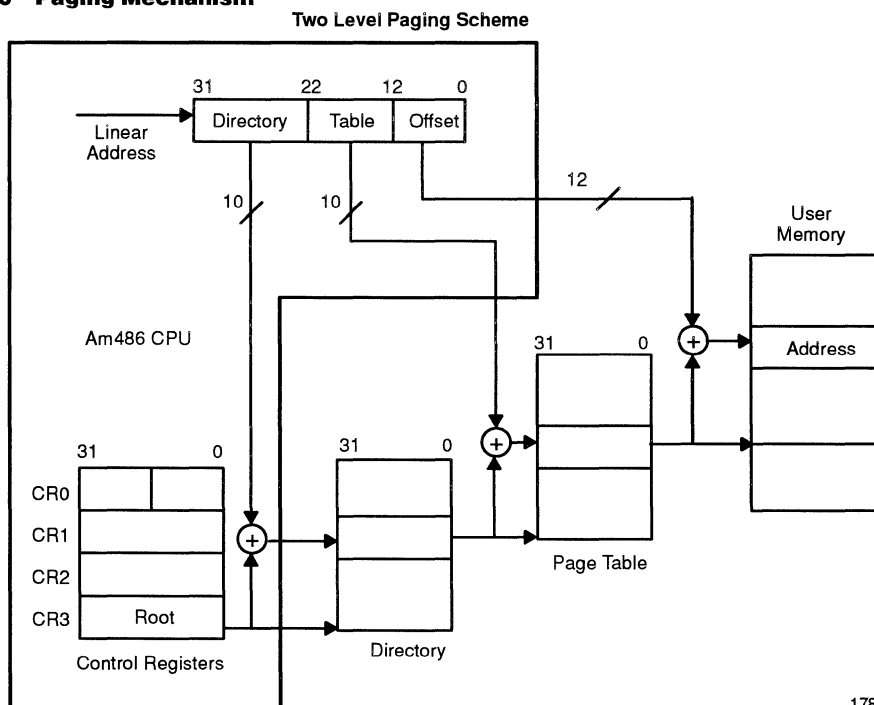 Paging Mechanism
Two Level Paging Scheme
31 22 12 0
Directory Table Offset
Linear
Address
10 10 12
User
Memory
Am486 CPU
31 0
Address
31 0
31 0
CR0
CR1
CR2
CR3 Root
Page Table
Directory
Control Registers
178